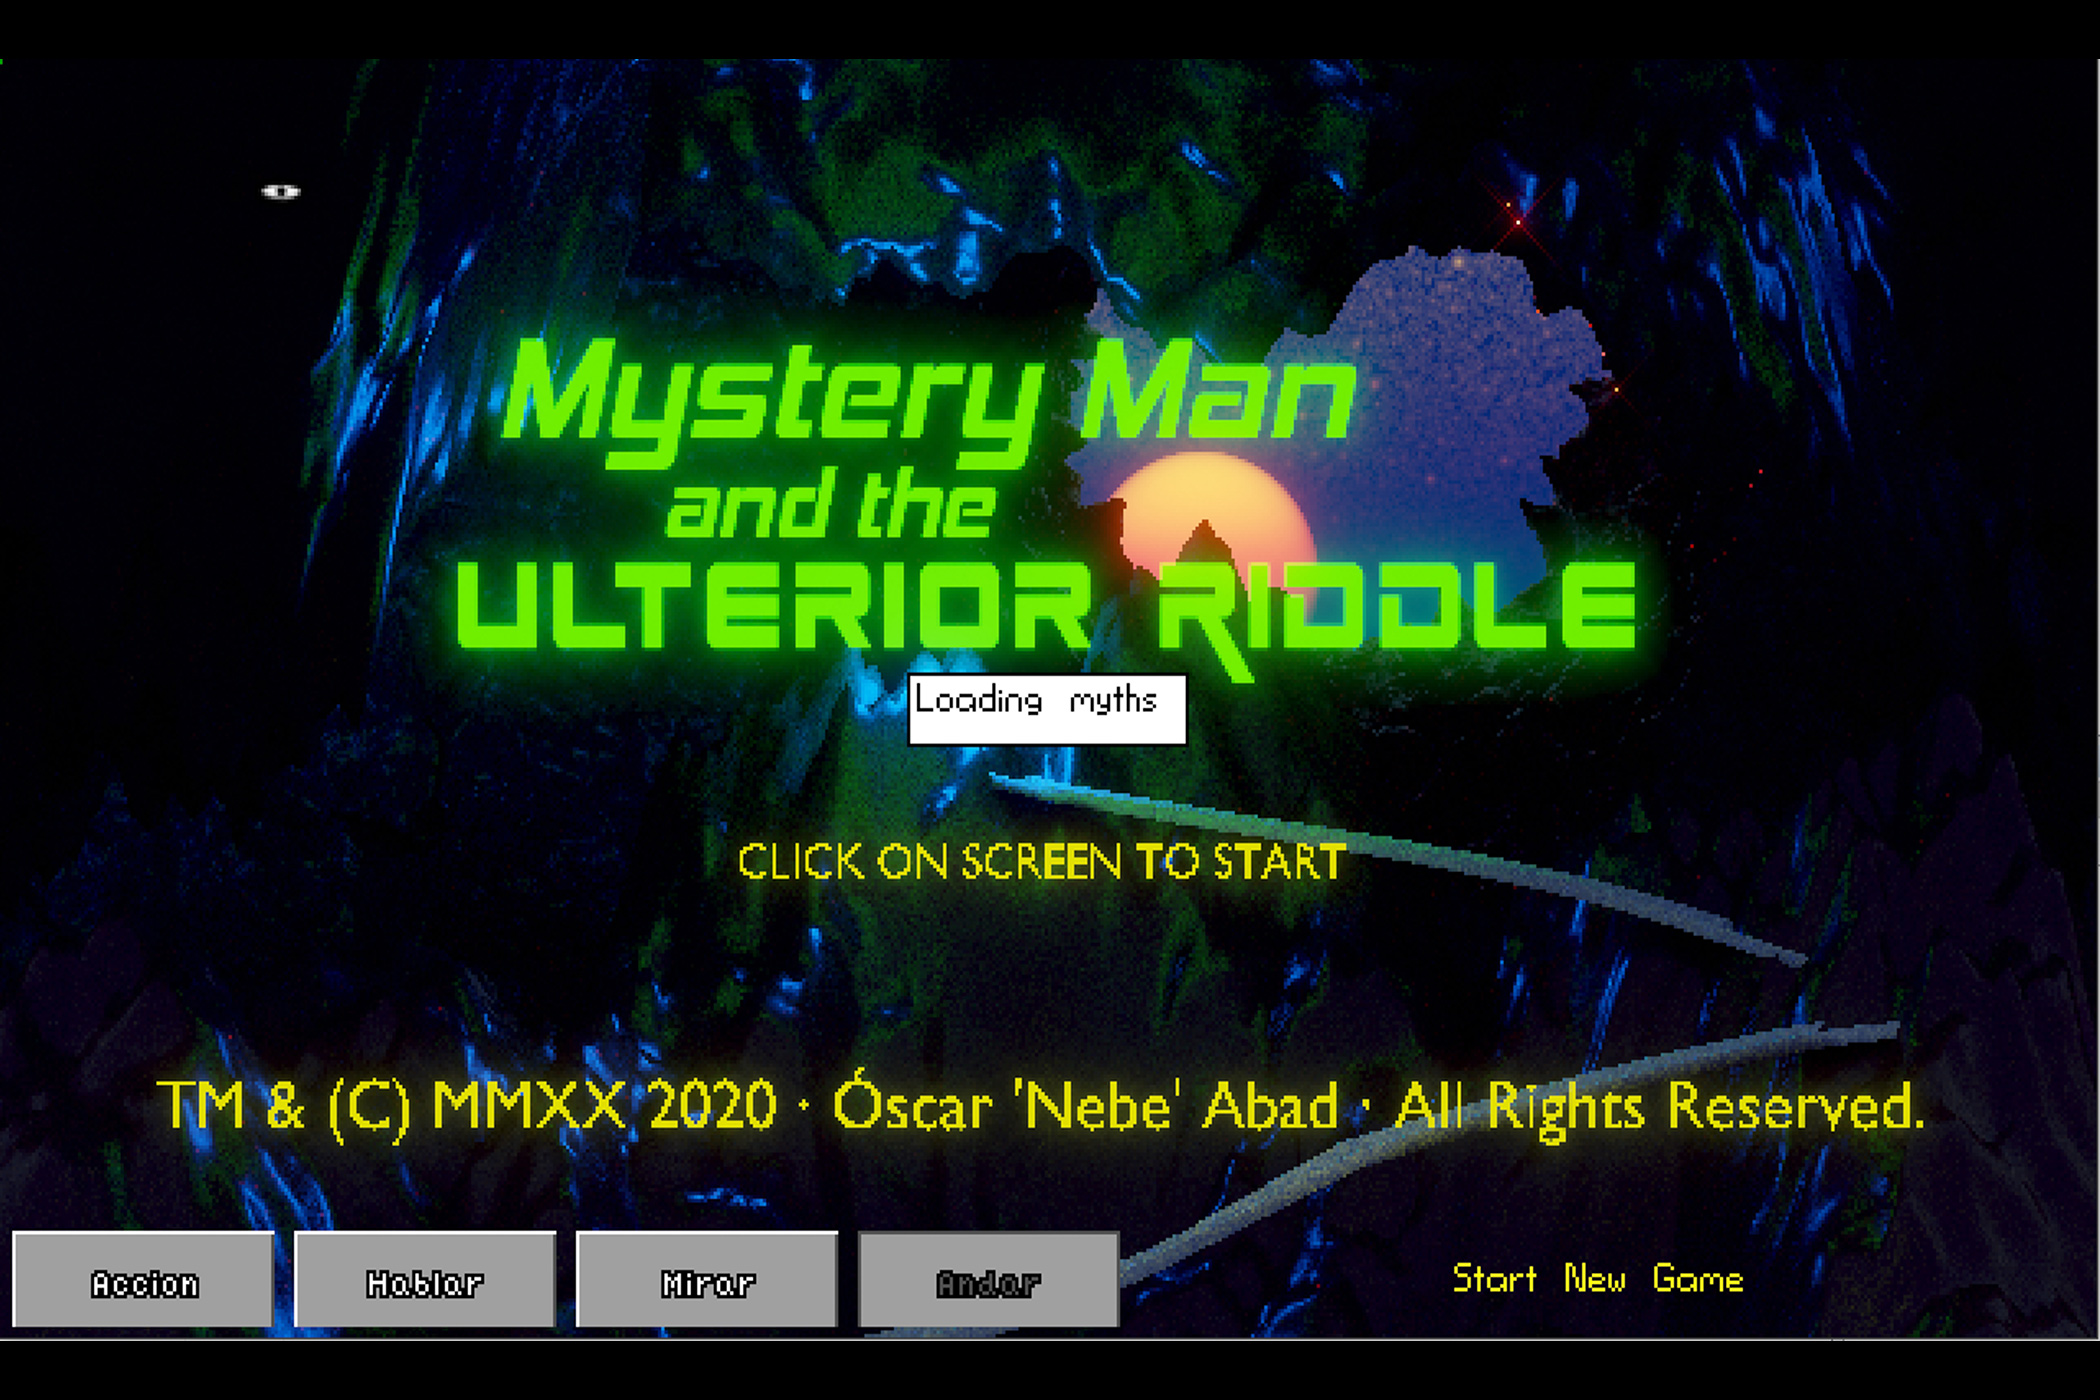 Mystery Man
and the
ULTERIOR RIDDLE
Loading myths
CLICK ON SCREEN TO START
TM & (C) MMXX 2020 · Óscar 'Nebe' Abad · All Rights Reserved.
Accion
Hablar
Mirar
Andar
Start New Game